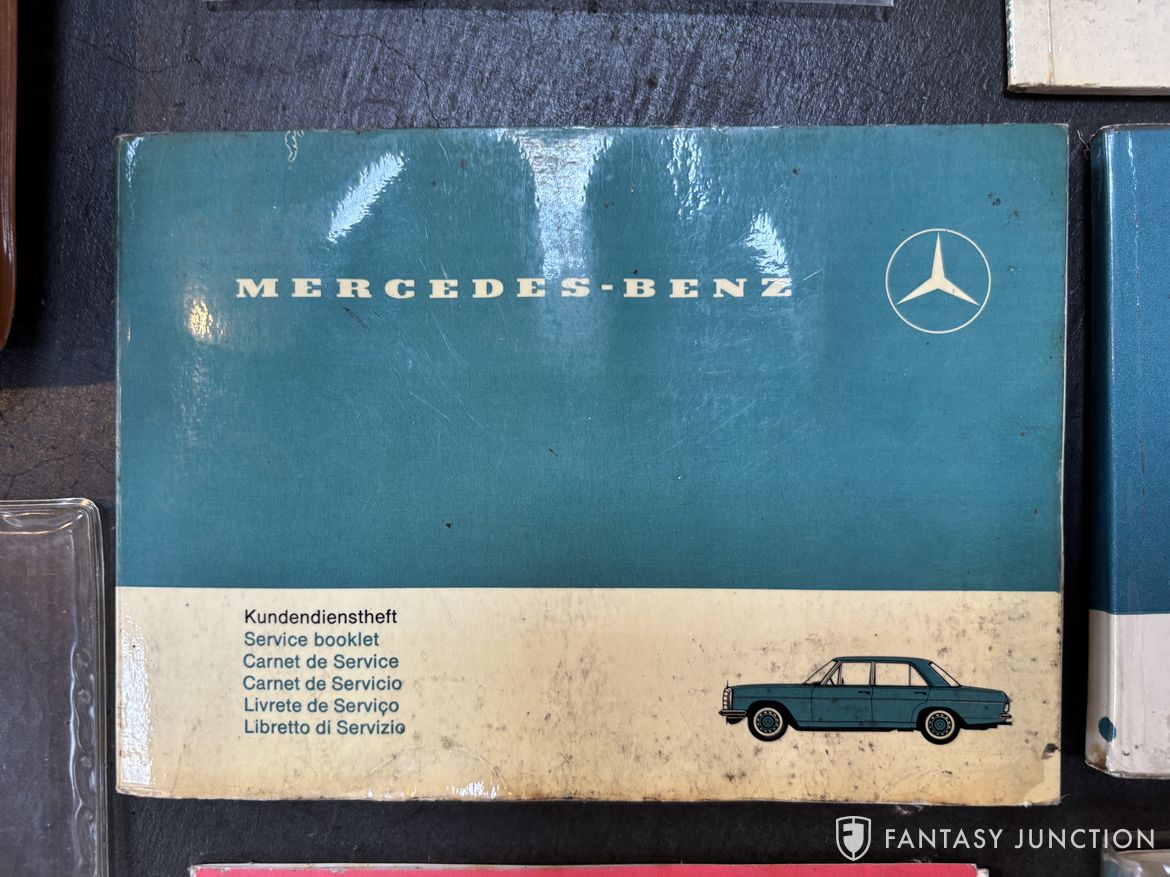 MERCEDES-BENZ
Kundendienstheft
Service booklet
Carnet de Service
Carnet de Servicio
Livrete de Serviço
Libretto di Servizio
FANTASY JUNCTION